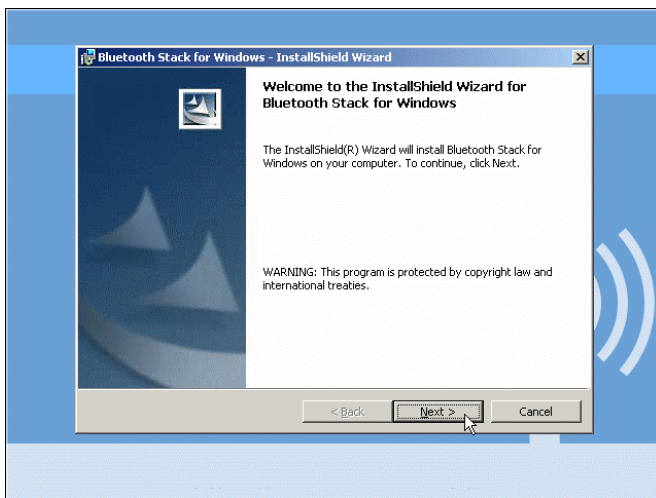 Bluetooth Stack for Windows - InstallShield Wizard
Welcome to the InstallShield Wizard for
Bluetooth Stack for Windows
The InstallShield(R) Wizard will install Bluetooth Stack for
Windows on your computer. To continue, click Next.
WARNING: This program is protected by copyright law and
international treaties.
< Back Next > Cancel